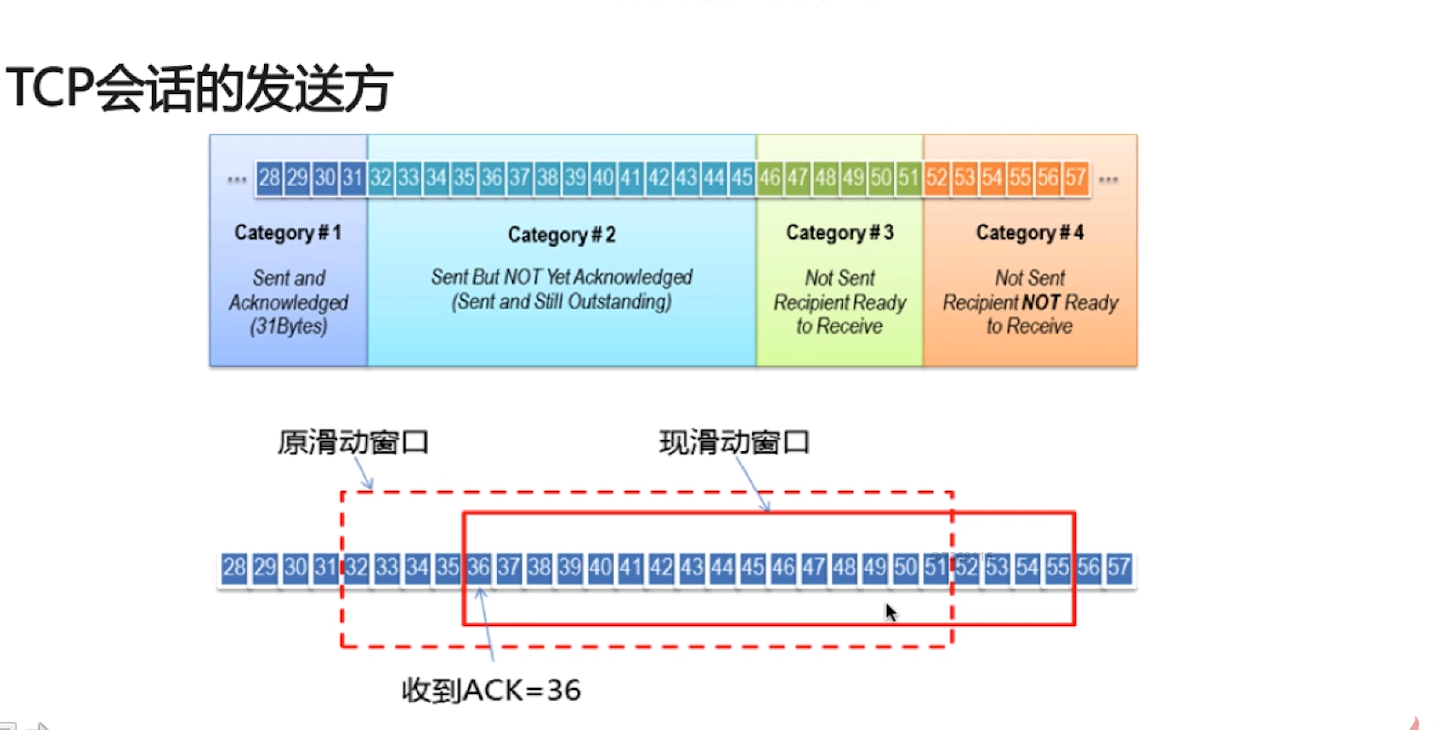 TCP会话的发送方
... 28 29 30 31 32 33 34 35 36 37 38 39 40 41 42 43 44 45 46 47 48 49 50 51 52 53 54 55 56 57 ...
Category #1
Sent and
Acknowledged
(31Bytes)
Category #2
Sent But NOT Yet Acknowledged
(Sent and Still Outstanding)
Category #3
Not Sent
Recipient Ready
to Receive
Category #4
Not Sent
Recipient NOT Ready
to Receive
原滑动窗口
现滑动窗口
28 29 30 31 32 33 34 35 36 37 38 39 40 41 42 43 44 45 46 47 48 49 50 51 52 53 54 55 56 57
收到ACK=36